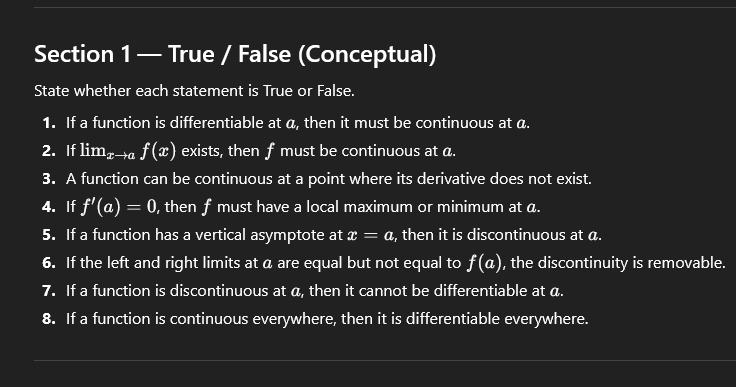 Section 1 — True / False (Conceptual)
State whether each statement is True or False.
1. If a function is differentiable at a, then it must be continuous at a.
2. If lim_{x→a} f(x) exists, then f must be continuous at a.
3. A function can be continuous at a point where its derivative does not exist.
4. If f′(a) = 0, then f must have a local maximum or minimum at a.
5. If a function has a vertical asymptote at x = a, then it is discontinuous at a.
6. If the left and right limits at a are equal but not equal to f(a), the discontinuity is removable.
7. If a function is discontinuous at a, then it cannot be differentiable at a.
8. If a function is continuous everywhere, then it is differentiable everywhere.